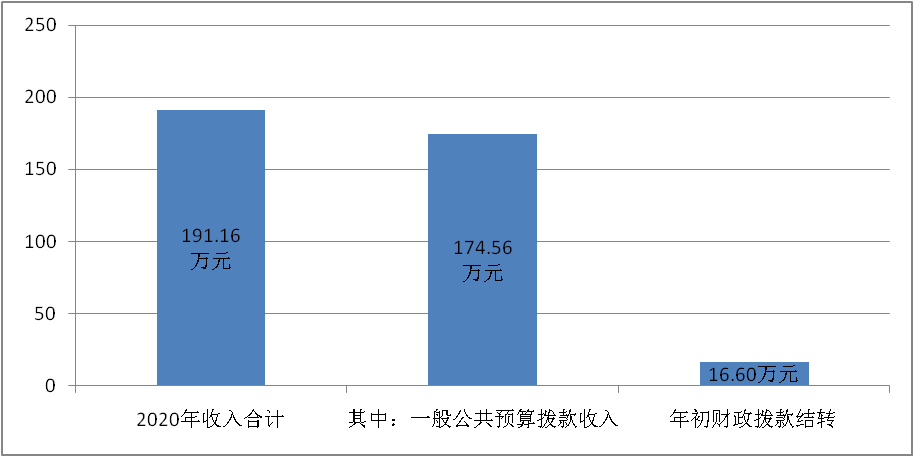 250
200
150
100
50
0
191.16
万元
174.56
万元
16.60万元
2020年收入合计
其中：一般公共预算拨款收入
年初财政拨款结转